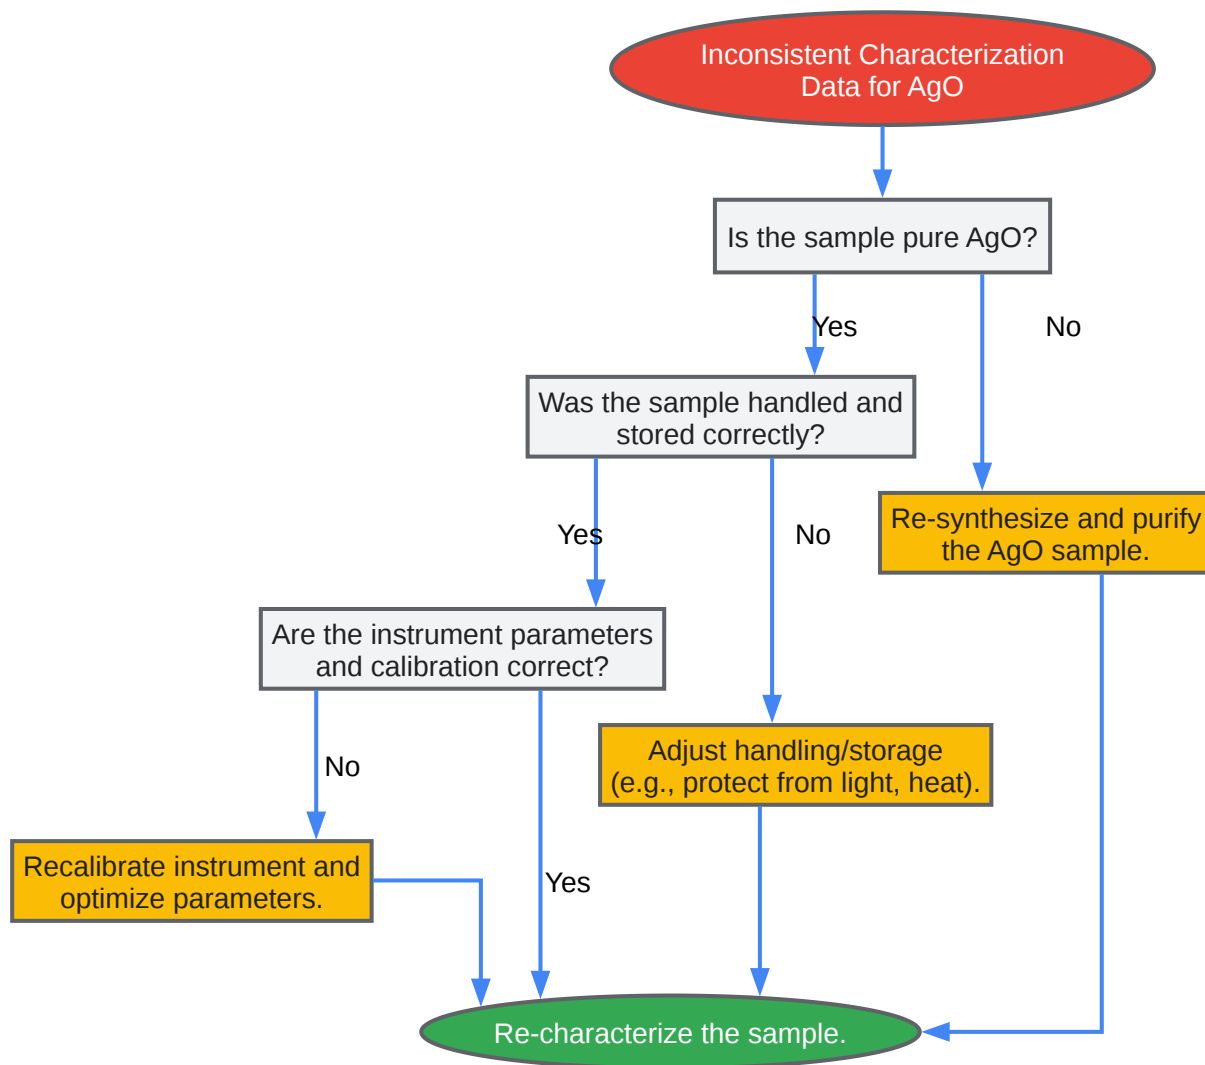 Inconsistent Characterization
Data for AgO
Is the sample pure AgO?
Yes
No
Was the sample handled and
stored correctly?
Re-synthesize and purify
the AgO sample.
Yes
No
Are the instrument parameters
and calibration correct?
Adjust handling/storage
(e.g., protect from light, heat).
No
Recalibrate instrument and
optimize parameters.
Yes
Re-characterize the sample.